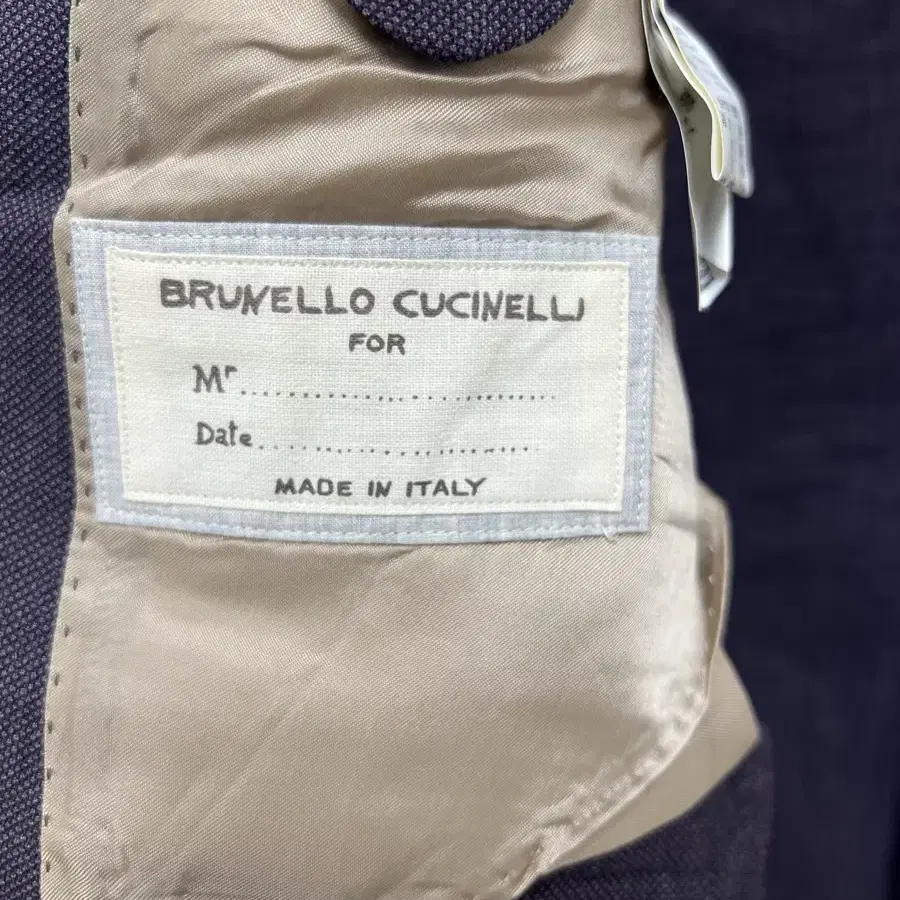 BRUNELLO CUCINELLI
FOR
Mr..............................
Date..............................
MADE IN ITALY